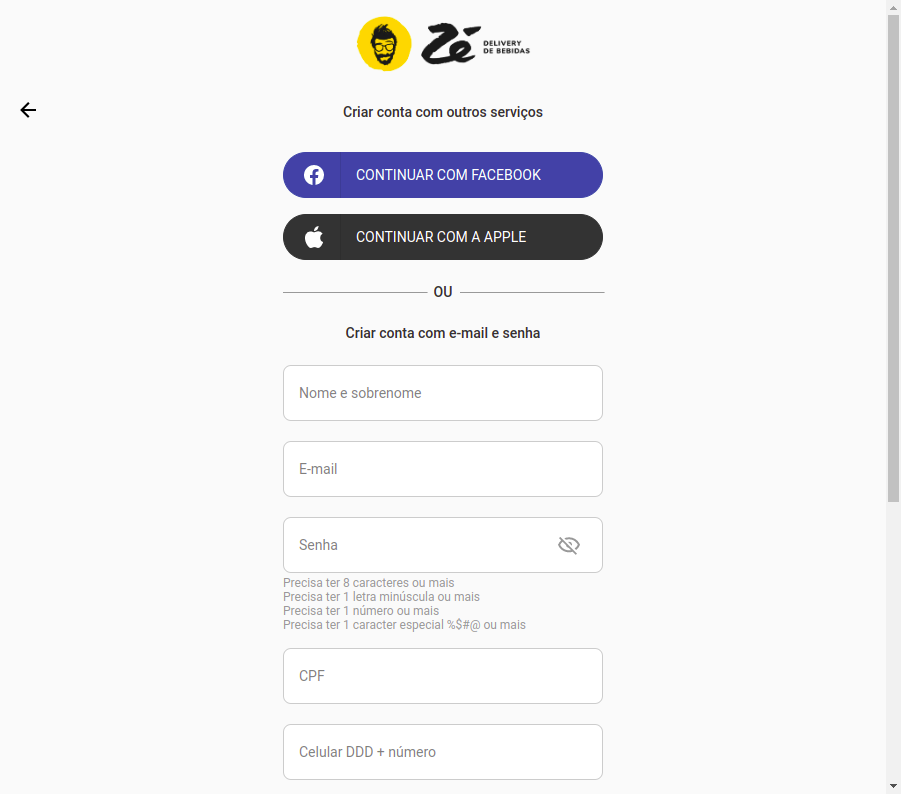 Zé DELIVERY
DE BEBIDAS
Criar conta com outros serviços
CONTINUAR COM FACEBOOK
CONTINUAR COM A APPLE
OU
Criar conta com e-mail e senha
Nome e sobrenome
E-mail
Senha
Precisa ter 8 caracteres ou mais
Precisa ter 1 letra minúscula ou mais
Precisa ter 1 número ou mais
Precisa ter 1 caracter especial %$#@ ou mais
CPF
Celular DDD + número